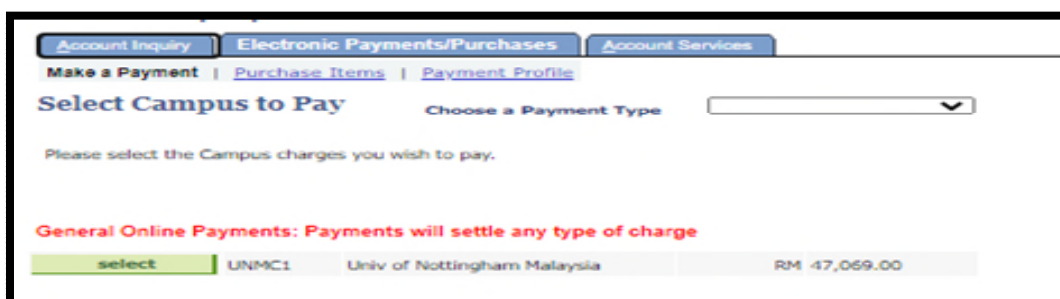 Account Inquiry Electronic Payments/Purchases Account Services
Make a Payment | Purchase Items | Payment Profile
Select Campus to Pay Choose a Payment Type
Please select the Campus charges you wish to pay.
General Online Payments: Payments will settle any type of charge
select UNMC1 Univ of Nottingham Malaysia RM 47,069.00